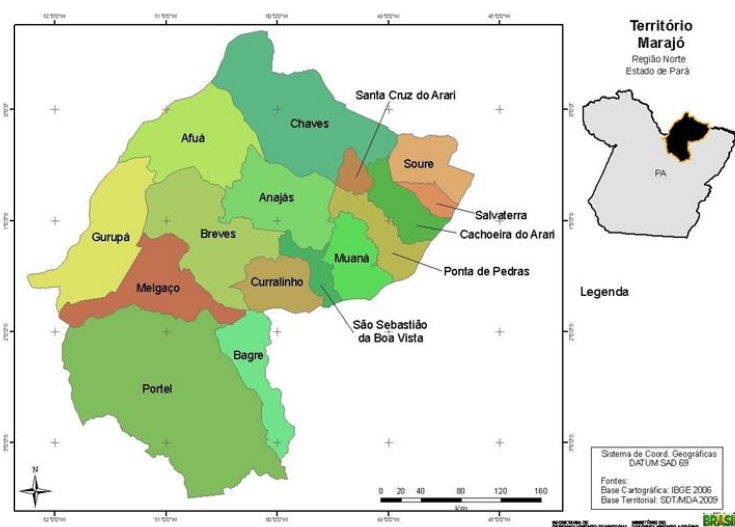 Território
Marajó
Região Norte
Estado de Pará
PA
Legenda
Santa Cruz do Arari
Chaves
Afuá
Soure
Anajás
Salvaterra
Gurupá
Breves
Cachoeira do Arari
Muaná
Ponta de Pedras
Melgaço
Curralinho
São Sebastião
da Boa Vista
Bagre
Portel
N
0 20 40 80 120 160
Km
Sistema de Coord. Geográficas
DATUM SAD 69
Fontes:
Base Cartográfica: IBGE 2006
Base Territorial: SDT/MDA 2009
BRASIL